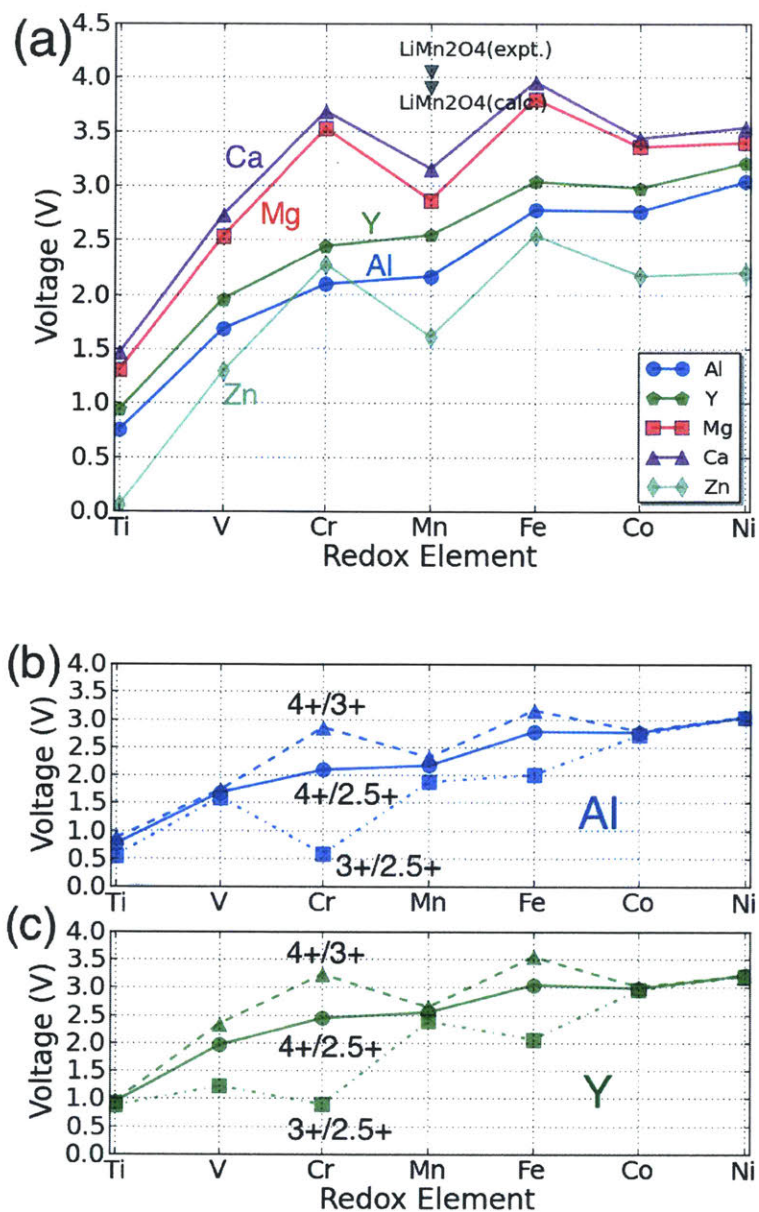 (a)
4.5
LiMn2O4(expt.)
4.0
LiMn2O4(calc.)
3.5
Ca
3.0
Mg
Y
2.5
Al
2.0
1.5
Zn
1.0
0.5
0.0
Voltage (V)
Al
Y
Mg
Ca
Zn
Ti V Cr Mn Fe Co Ni
Redox Element
(b)
4.0
3.5
3.0
2.5
2.0
1.5
1.0
0.5
0.0
Voltage (V)
4+/3+
4+/2.5+
3+/2.5+
Al
Ti V Cr Mn Fe Co Ni
(c)
4.0
3.5
3.0
2.5
2.0
1.5
1.0
0.5
0.0
Voltage (V)
4+/3+
4+/2.5+
3+/2.5+
Y
Ti V Cr Mn Fe Co Ni
Redox Element